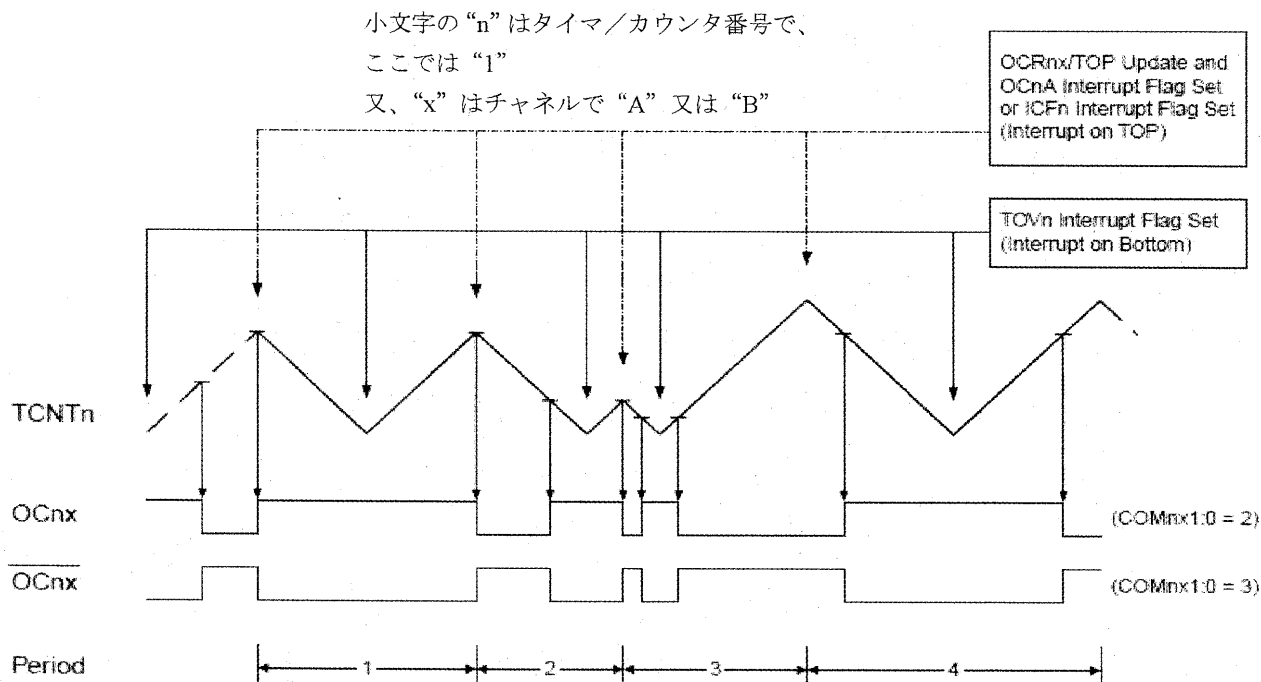 小文字の“n”はタイマ／カウンタ番号で、
ここでは “1”
又、“x” はチャネルで “A” 又は “B”
OCRnx/TOP Update and
OCnA Interrupt Flag Set
or ICFn Interrupt Flag Set
(Interrupt on TOP)
TOVn Interrupt Flag Set
(Interrupt on Bottom)
TCNTn
OCnx
(COMnx1:0 = 2)
OCnx
(COMnx1:0 = 3)
Period
1
2
3
4